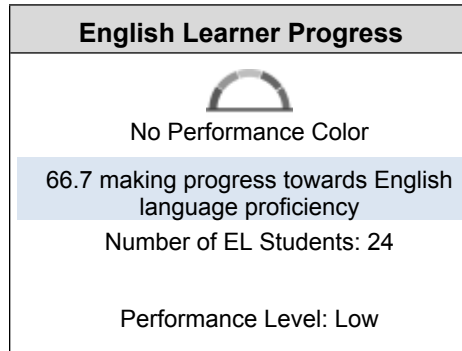 English Learner Progress
No Performance Color
66.7 making progress towards English
language proficiency
Number of EL Students: 24
Performance Level: Low